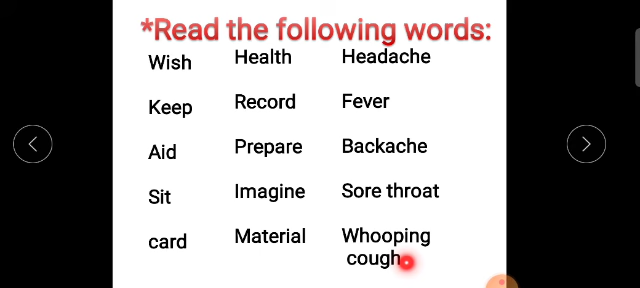 *Read the following words:
Wish Health Headache
Keep Record Fever
Aid Prepare Backache
Sit Imagine Sore throat
card Material Whooping
cough